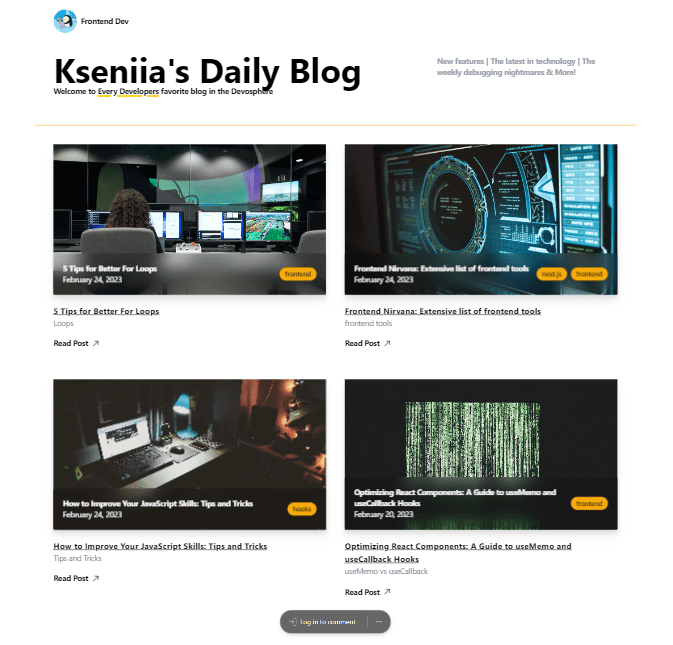 Frontend Dev
Kseniia's Daily Blog
Welcome to Every Developers favorite blog in the Devosphere
New features | The latest in technology | The
weekly debugging nightmares & More!
5 Tips for Better For Loops
February 24, 2023
frontend
5 Tips for Better For Loops
Loops
Read Post
Frontend Nirvana: Extensive list of frontend tools
February 24, 2023
next.js
frontend
Frontend Nirvana: Extensive list of frontend tools
frontend tools
Read Post
How to Improve Your JavaScript Skills: Tips and Tricks
February 24, 2023
hooks
How to Improve Your JavaScript Skills: Tips and Tricks
Tips and Tricks
Read Post
Optimizing React Components: A Guide to useMemo and
useCallback Hooks
February 20, 2023
frontend
Optimizing React Components: A Guide to useMemo and
useCallback Hooks
useMemo vs useCallback
Read Post
Log in to comment